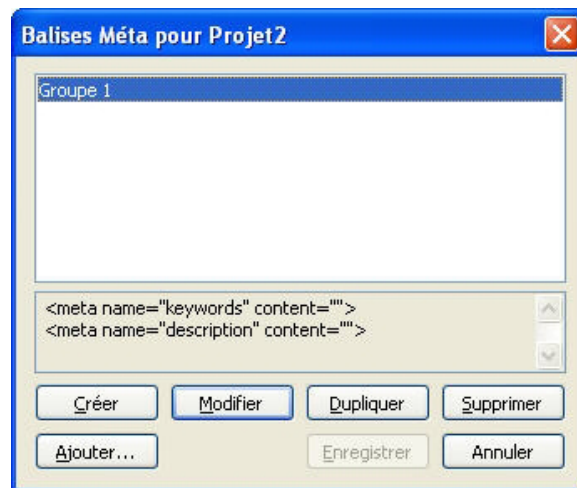 Balises Méta pour Projet2
Groupe 1
<meta name="keywords" content="">
<meta name="description" content="">
Créer Modifier Dupliquer Supprimer
Ajouter... Enregistrer Annuler